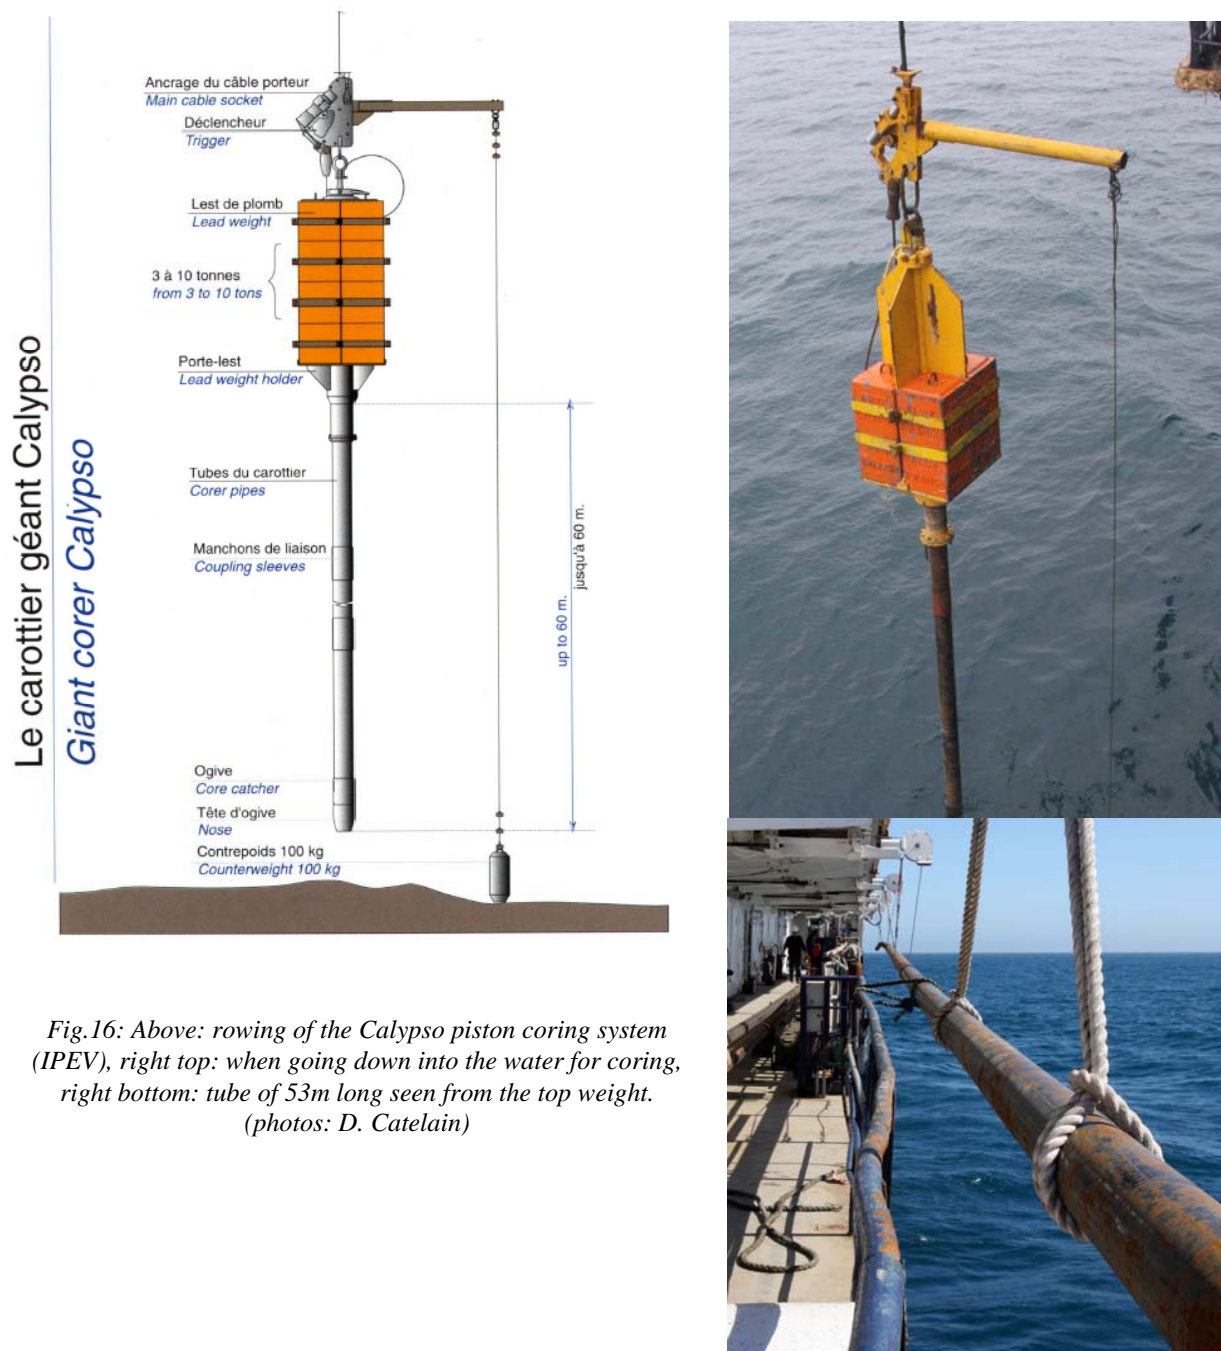 Le carottier géant Calypso
Giant corer Calypso
Ancrage du câble porteur
Main cable socket
Déclencheur
Trigger
Lest de plomb
Lead weight
3 à 10 tonnes
from 3 to 10 tons
Porte-lest
Lead weight holder
Tubes du carottier
Corer pipes
Manchons de liaison
Coupling sleeves
up to 60 m.
jusqu'à 60 m.
Ogive
Core catcher
Tête d'ogive
Nose
Contrepoids 100 kg
Counterweight 100 kg
Fig.16: Above: rowing of the Calypso piston coring system
(IPEV), right top: when going down into the water for coring,
right bottom: tube of 53m long seen from the top weight.
(photos: D. Catelain)